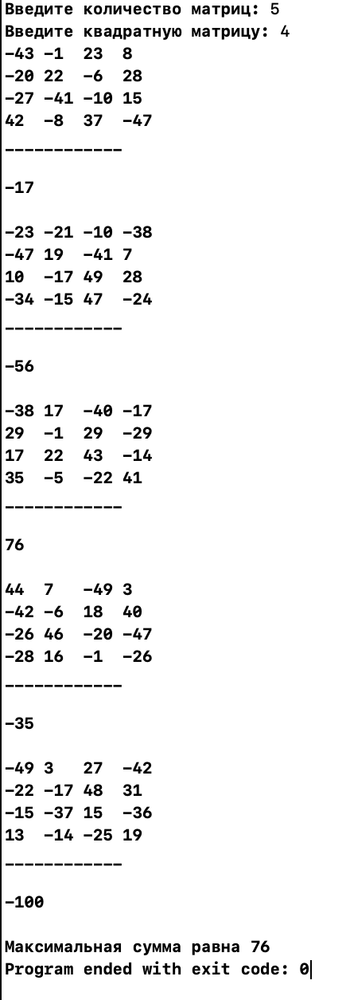 Введите количество матриц: 5
Введите квадратную матрицу: 4
-43 -1  23  8
-20 22  -6  28
-27 -41 -10 15
42  -8  37  -47
------------
-17
-23 -21 -10 -38
-47 19  -41 7
10  -17 49  28
-34 -15 47  -24
------------
-56
-38 17  -40 -17
29  -1  29  -29
17  22  43  -14
35  -5  -22 41
------------
76
44  7   -49 3
-42 -6  18  40
-26 46  -20 -47
-28 16  -1  -26
------------
-35
-49 3   27  -42
-22 -17 48  31
-15 -37 15  -36
13  -14 -25 19
------------
-100
Максимальная сумма равна 76
Program ended with exit code: 0